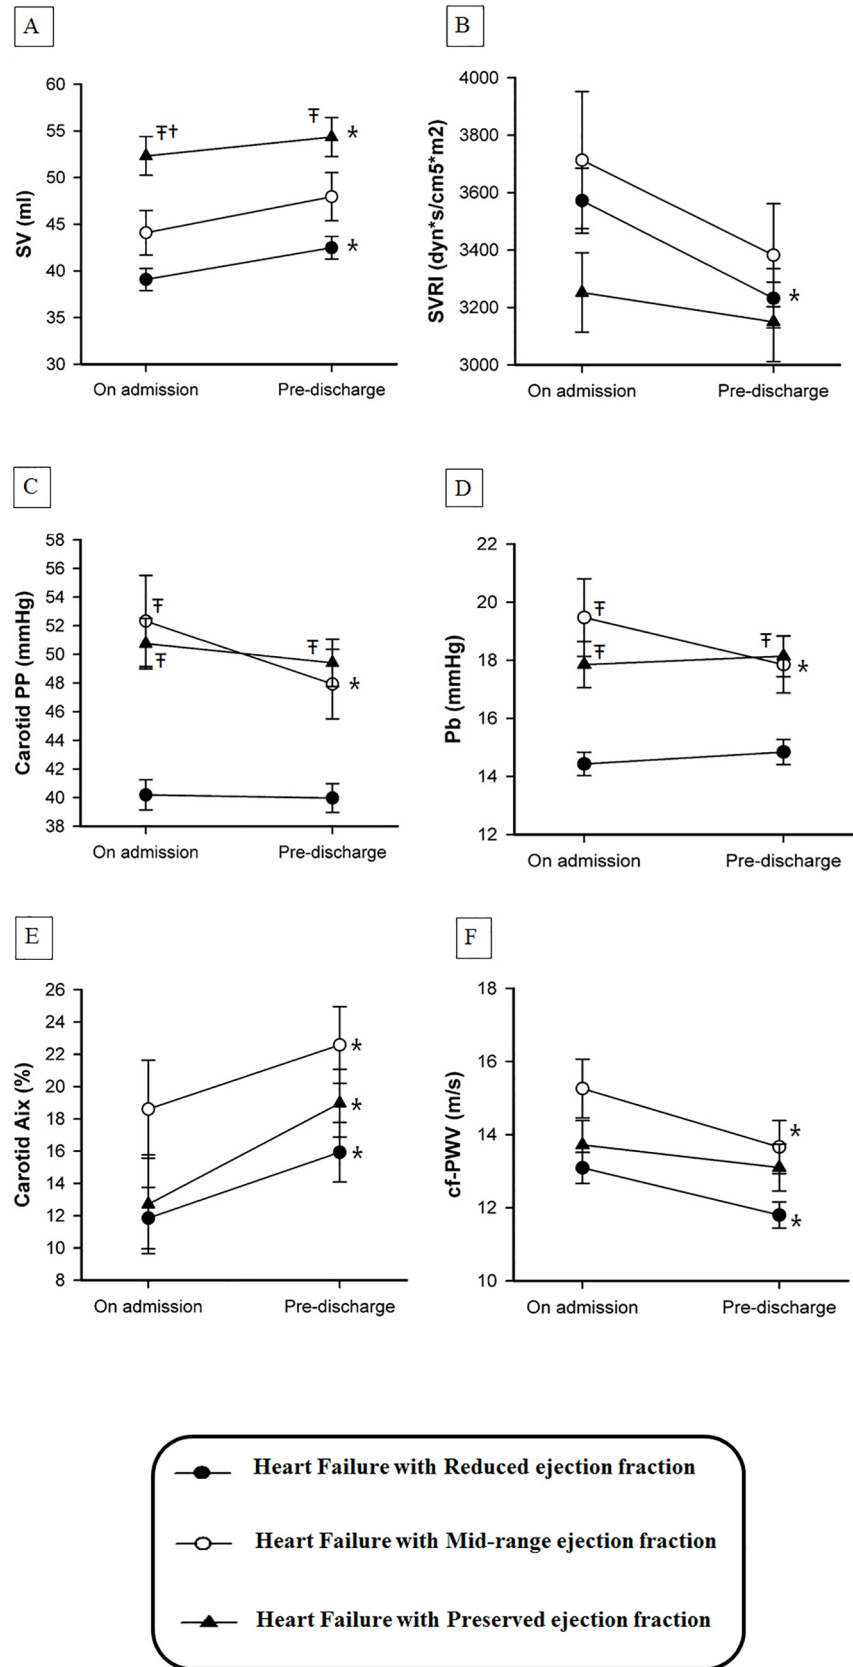 A
SV (ml)
60
55
50
45
40
35
30
Ŧ†
Ŧ
*
*
On admission
Pre-discharge
B
SVRI (dyn*s/cm5*m2)
4000
3800
3600
3400
3200
3000
*
On admission
Pre-discharge
C
Carotid PP (mmHg)
58
56
54
52
50
48
46
44
42
40
38
Ŧ
Ŧ
Ŧ
*
On admission
Pre-discharge
D
Pb (mmHg)
22
20
18
16
14
12
Ŧ
Ŧ
Ŧ
*
On admission
Pre-discharge
E
Carotid Aix (%)
26
24
22
20
18
16
14
12
10
8
*
*
*
On admission
Pre-discharge
F
cf-PWV (m/s)
18
16
14
12
10
*
*
On admission
Pre-discharge
Heart Failure with Reduced ejection fraction
Heart Failure with Mid-range ejection fraction
Heart Failure with Preserved ejection fraction